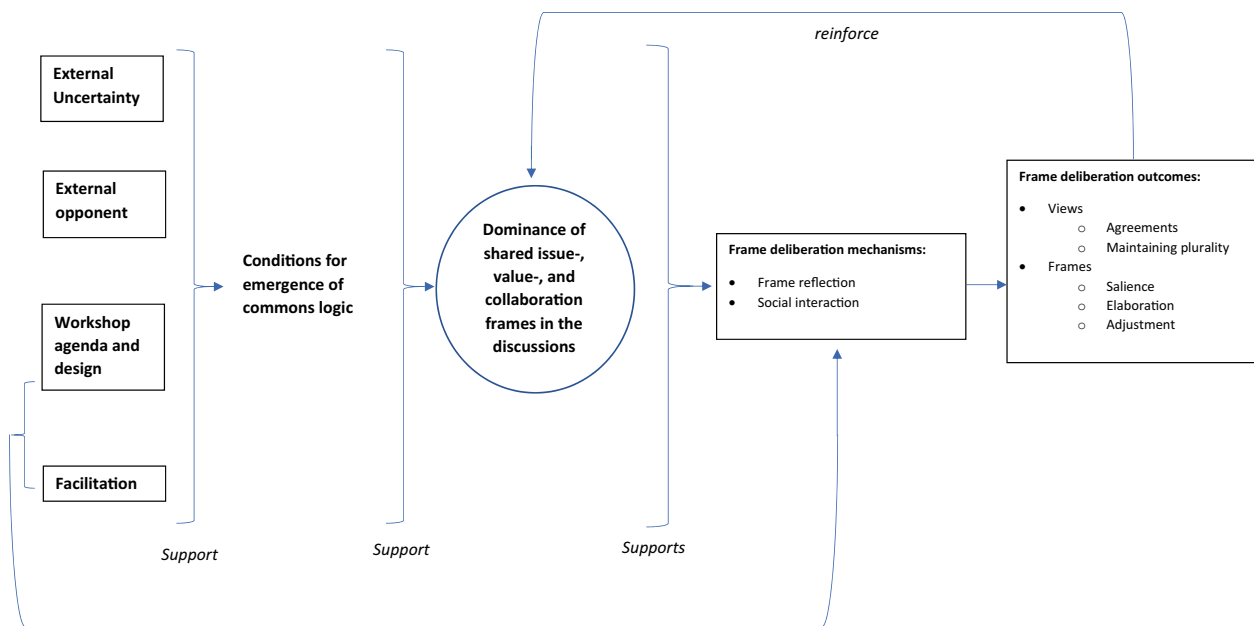 reinforce
External
Uncertainty
External
opponent
Workshop
agenda and
design
Facilitation
Support
Conditions for
emergence of
commons logic
Support
Dominance of
shared issue-,
value-, and
collaboration
frames in the
discussions
Supports
Frame deliberation mechanisms:
• Frame reflection
• Social interaction
Frame deliberation outcomes:
• Views
o Agreements
o Maintaining plurality
• Frames
o Salience
o Elaboration
o Adjustment